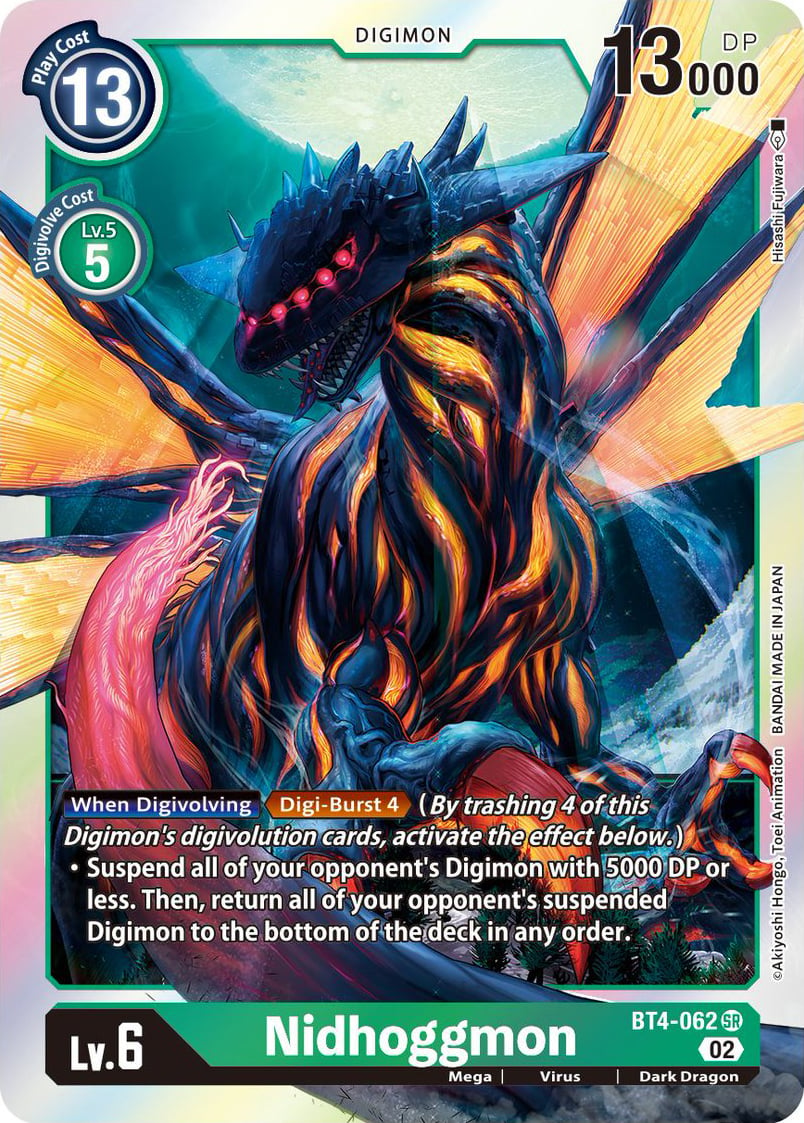 DIGIMON
Play Cost
13
13000
DP
Digivolve Cost
Lv.5
5
Hisashi Fujiwara
When Digivolving Digi-Burst 4 (By trashing 4 of this
Digimon's digivolution cards, activate the effect below.)
• Suspend all of your opponent's Digimon with 5000 DP or
less. Then, return all of your opponent's suspended
Digimon to the bottom of the deck in any order.
©Akiyoshi Hongo, Toei Animation BANDAI MADE IN JAPAN
Lv.6
Nidhoggmon
BT4-062 SR
02
Mega | Virus | Dark Dragon